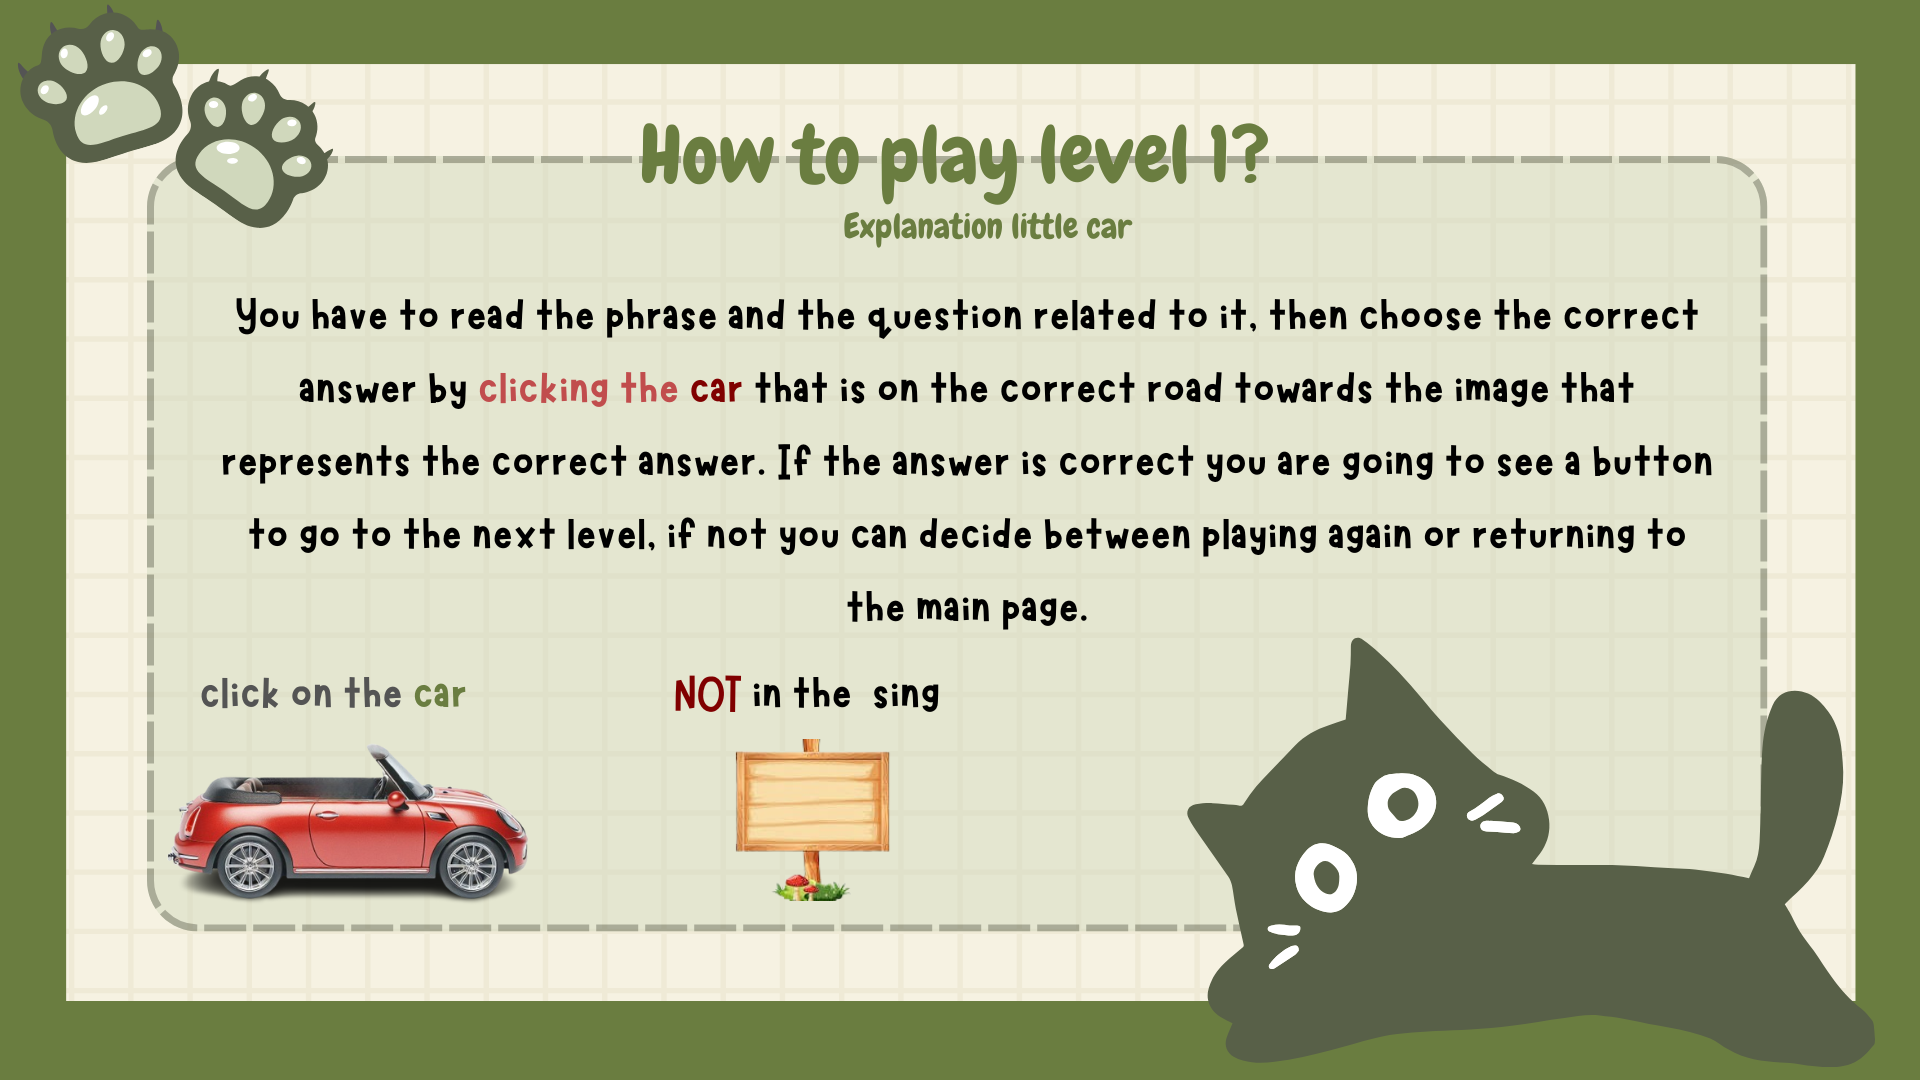 How to play level 1?
Explanation little car
You have to read the phrase and the question related to it, then choose the correct
answer by clicking the car that is on the correct road towards the image that
represents the correct answer. If the answer is correct you are going to see a button
to go to the next level, if not you can decide between playing again or returning to
the main page.
click on the car
NOT in the sing